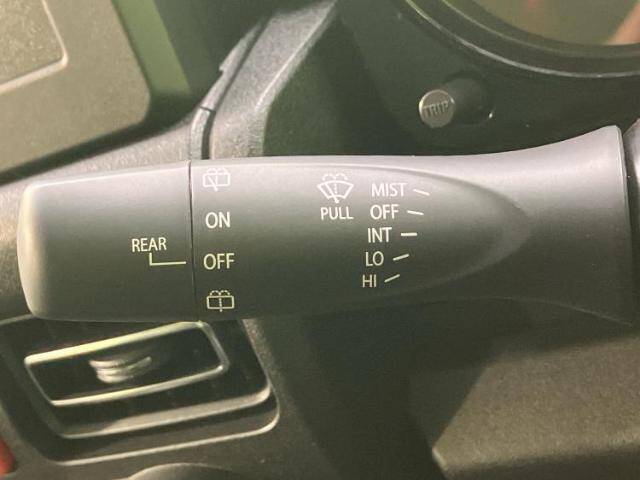 TRIP
MIST
PULL
OFF
ON
INT
REAR
OFF
LO
HI